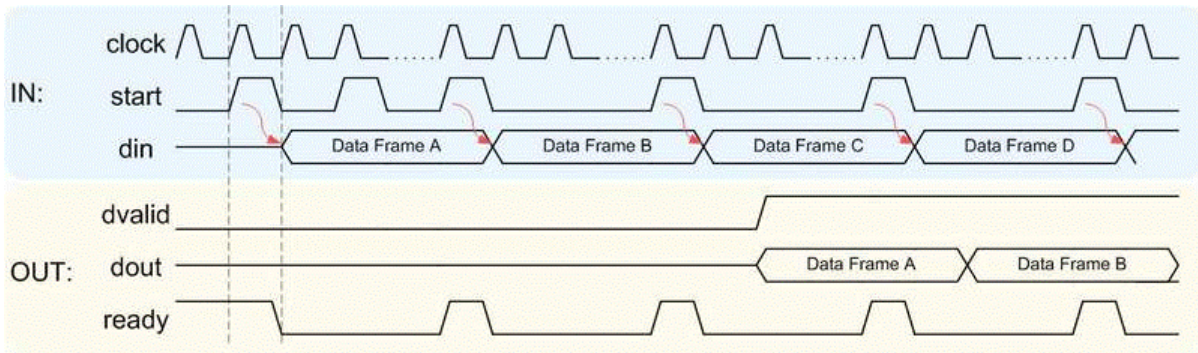 IN:
clock
start
din
Data Frame A
Data Frame B
Data Frame C
Data Frame D
OUT:
dvalid
dout
Data Frame A
Data Frame B
ready